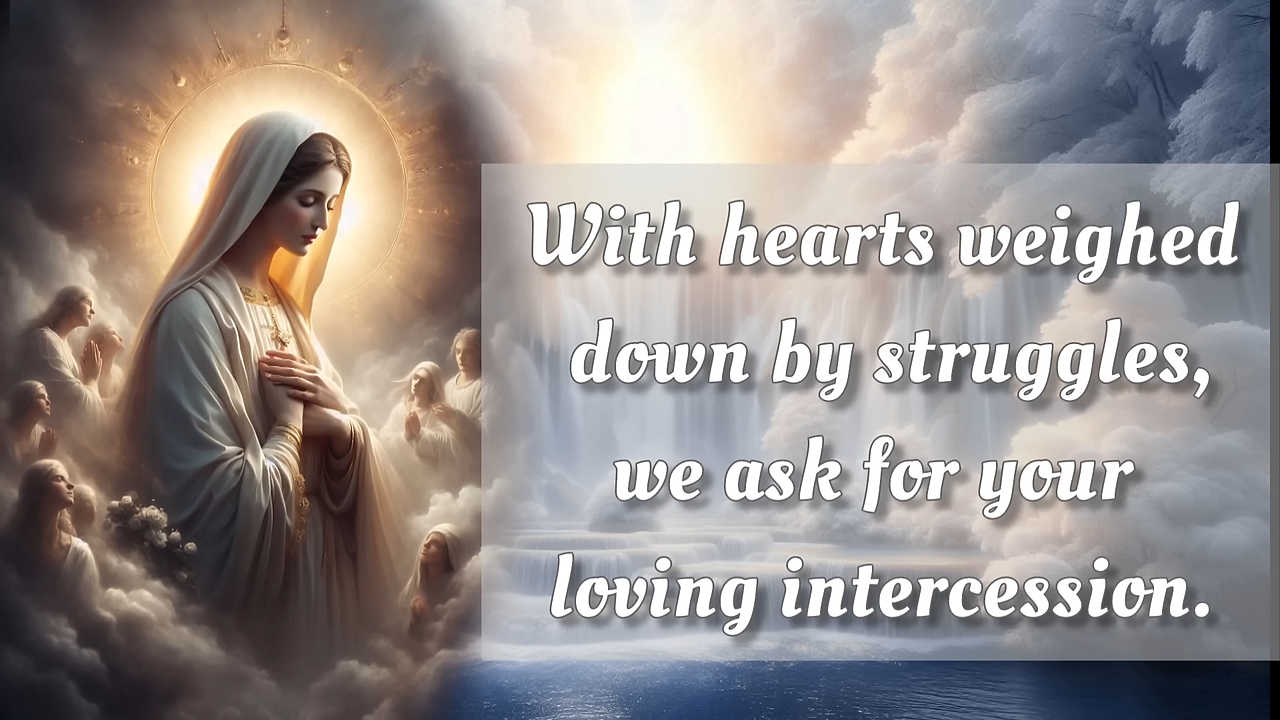 With hearts weighed
down by struggles,
we ask for your
loving intercession.